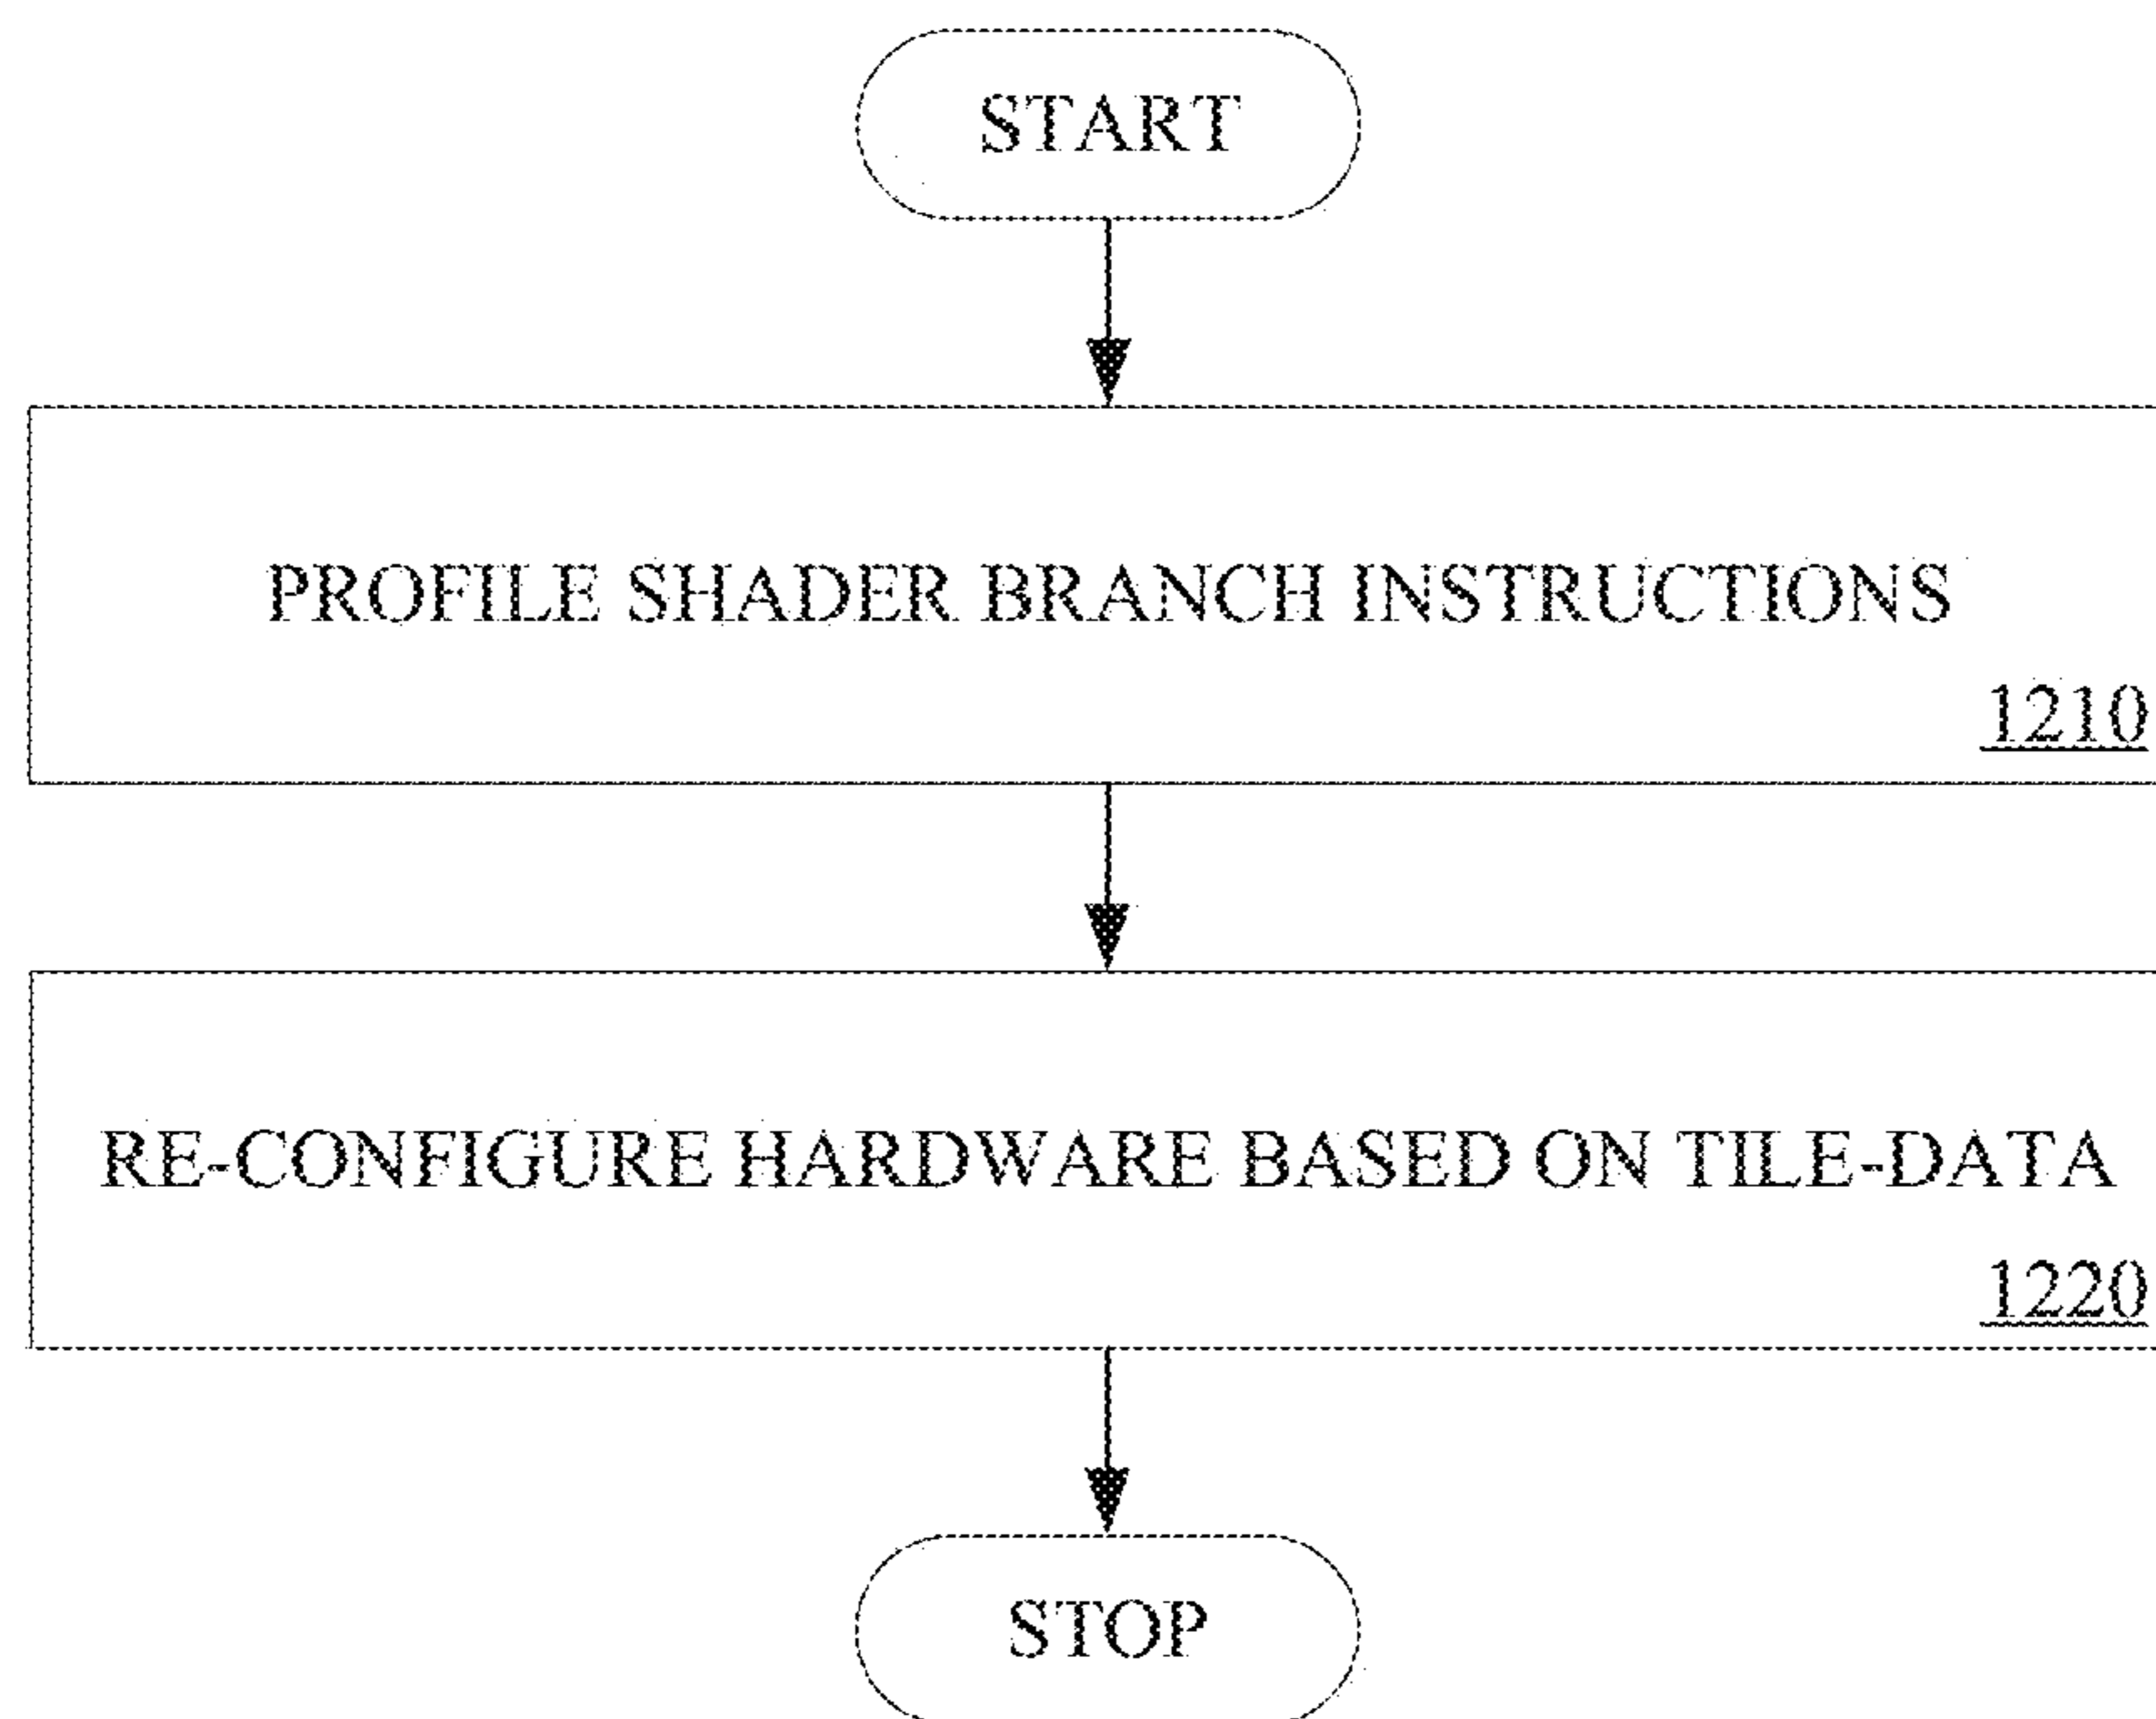 START
PROFILE SHADER BRANCH INSTRUCTIONS
1210
RE-CONFIGURE HARDWARE BASED ON TILE-DATA
1220
STOP